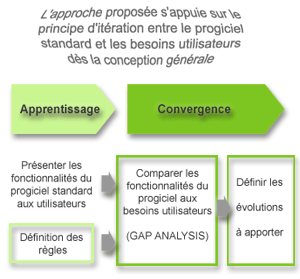 L'approche proposée s'appuie sur le
principe d'itération entre le progiciel
standard et les besoins utilisateurs
dès la conception générale
Apprentissage
Convergence
Présenter les
fonctionnalités du
progiciel standard
aux utilisateurs
Définition des
règles
Comparer les
fonctionnalités du
progiciel aux
besoins utilisateurs
(GAP ANALYSIS)
Définir les
évolutions
à apporter